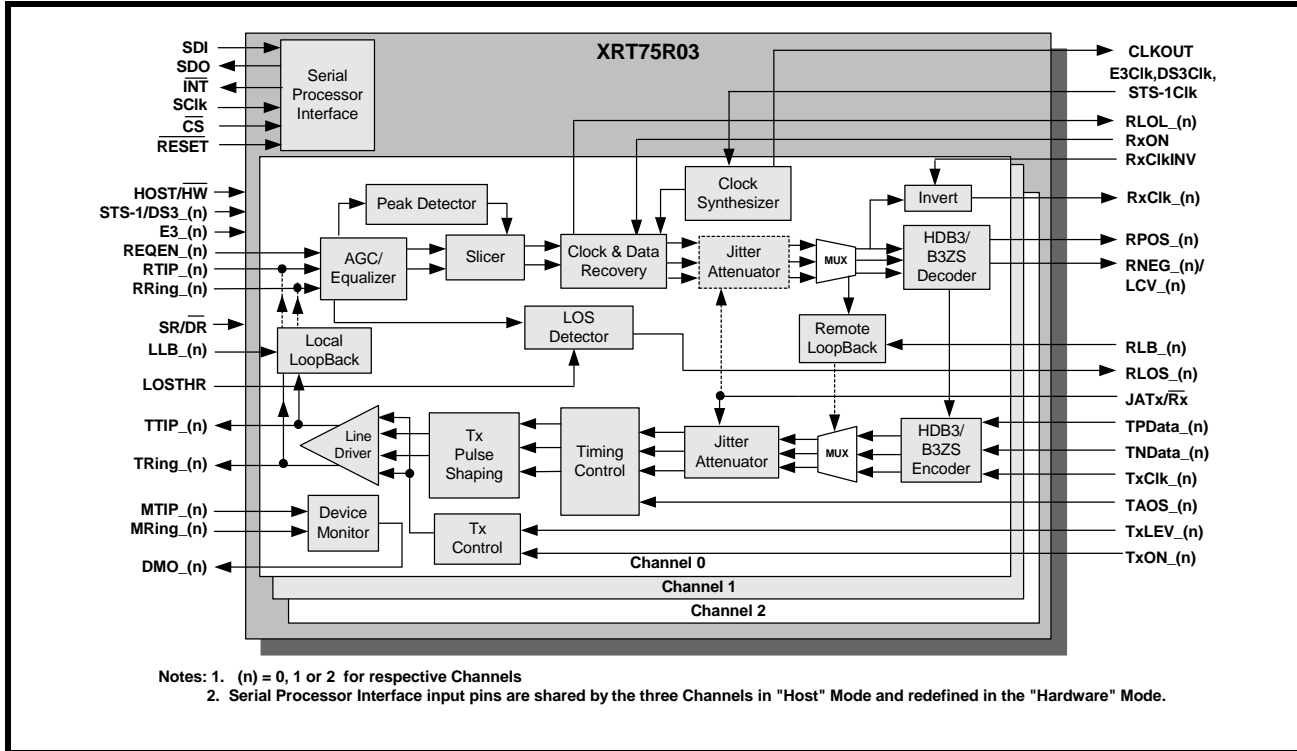 XRT75R03
SDI
SDO
INT
SClk
CS
RESET
Serial
Processor
Interface
HOST/HW
STS-1/DS3_(n)
E3_(n)
REQEN_(n)
RTIP_(n)
RRing_(n)
SR/DR
LLB_(n)
LOSTHR
TTIP_(n)
TRing_(n)
MTIP_(n)
MRing_(n)
DMO_(n)
Peak Detector
AGC/
Equalizer
Slicer
Clock & Data
Recovery
Clock
Synthesizer
Jitter
Attenuator
MUX
Invert
HDB3/
B3ZS
Decoder
Local
LoopBack
LOS
Detector
Remote
LoopBack
Line
Driver
Tx
Pulse
Shaping
Timing
Control
Jitter
Attenuator
MUX
HDB3/
B3ZS
Encoder
Device
Monitor
Tx
Control
Channel 0
Channel 1
Channel 2
CLKOUT
E3Clk,DS3Clk,
STS-1Clk
RLOL_(n)
RxON
RxClkINV
RxClk_(n)
RPOS_(n)
RNEG_(n)/
LCV_(n)
RLB_(n)
RLOS_(n)
JATx/Rx
TPData_(n)
TNData_(n)
TxClk_(n)
TAOS_(n)
TxLEV_(n)
TxON_(n)
Notes: 1. (n) = 0, 1 or 2 for respective Channels
2. Serial Processor Interface input pins are shared by the three Channels in "Host" Mode and redefined in the "Hardware" Mode.